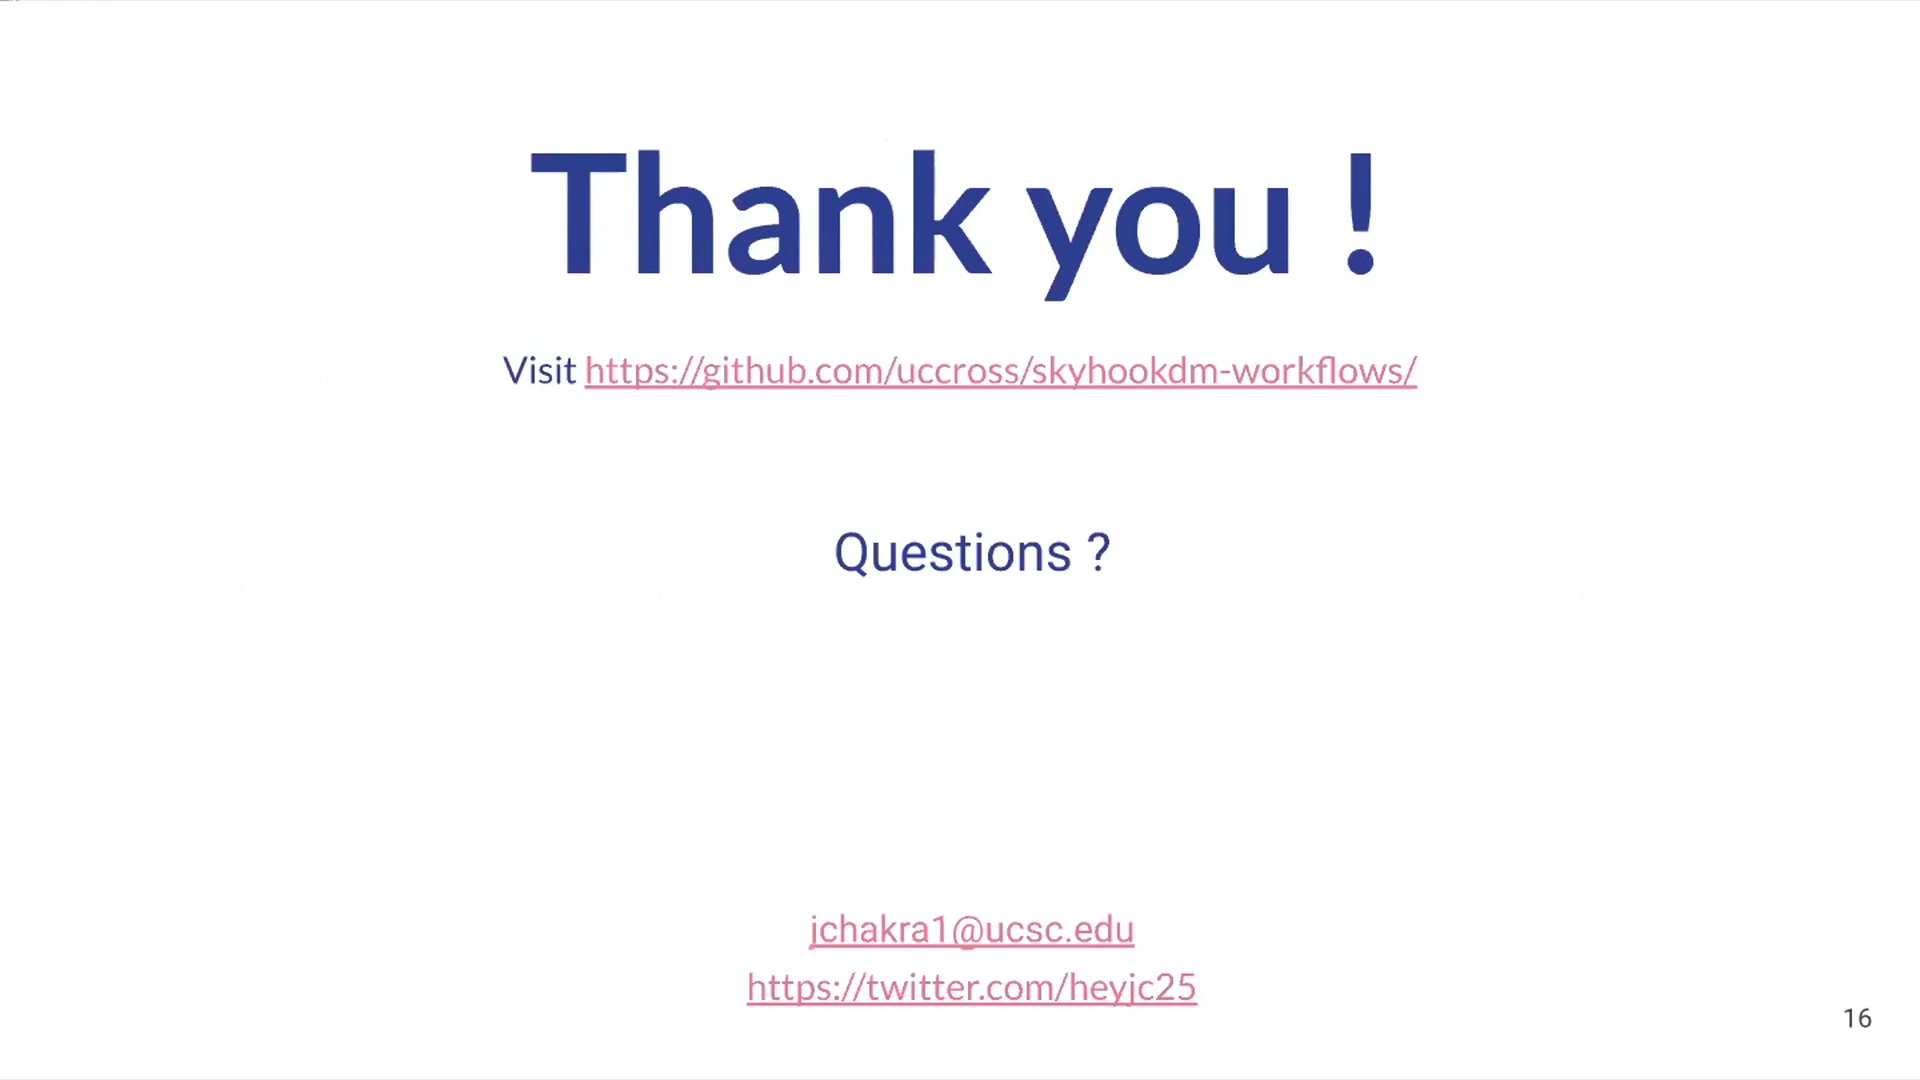 Thank you !
Visit https://github.com/uccross/skyhookdm-workflows/
Questions ?
jchakra1@ucsc.edu
https://twitter.com/heyjc25
16